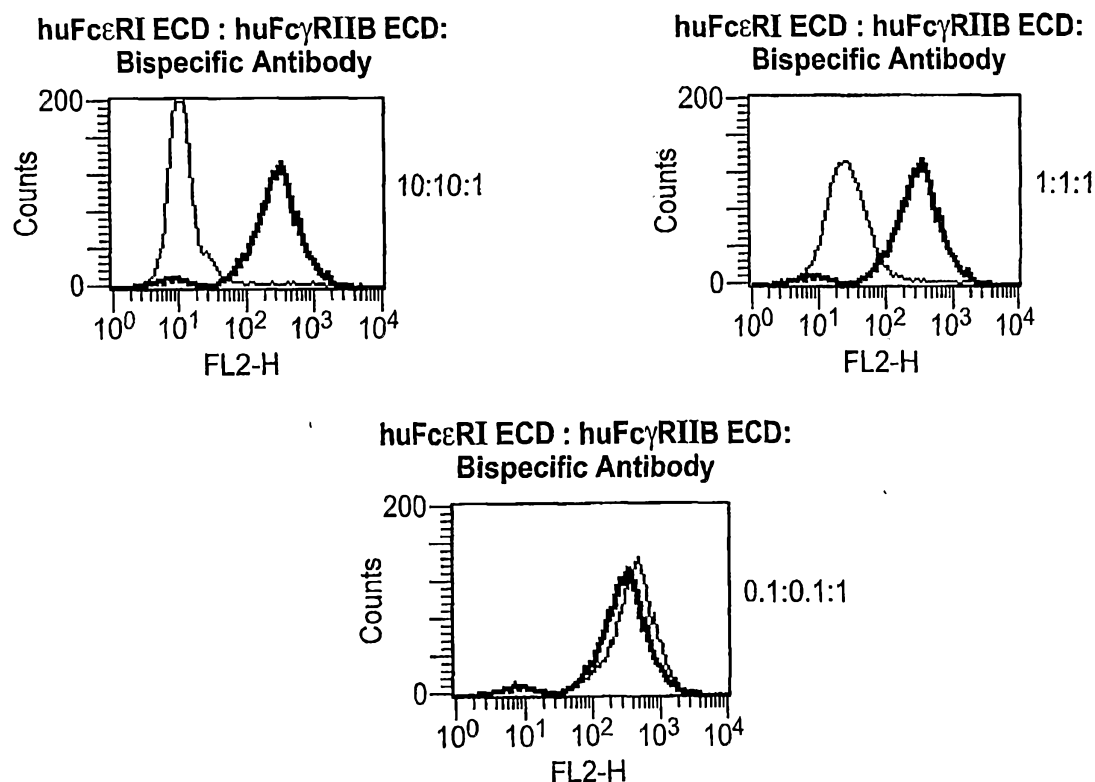 huFcεRI ECD : huFcγRIIB ECD:
Bispecific Antibody
200
Counts
0
10⁰ 10¹ 10² 10³ 10⁴
FL2-H
10:10:1
huFcεRI ECD : huFcγRIIB ECD:
Bispecific Antibody
200
Counts
0
10⁰ 10¹ 10² 10³ 10⁴
FL2-H
1:1:1
huFcεRI ECD : huFcγRIIB ECD:
Bispecific Antibody
200
Counts
0
10⁰ 10¹ 10² 10³ 10⁴
FL2-H
0.1:0.1:1